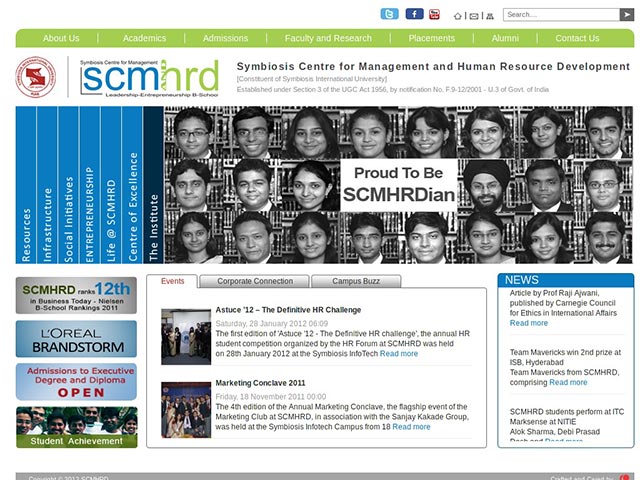 Search....
About Us
Academics
Admissions
Faculty and Research
Placements
Alumni
Contact Us
Symbiosis Centre for Management
scmhrd
AND
Leadership-Entrepreneurship B-School
Symbiosis Centre for Management and Human Resource Development
[Constituent of Symbiosis International University]
Established under Section 3 of the UGC Act 1956, by notification No. F.9-12/2001 - U.3 of Govt. of India
Resources
Infrastructure
Social Initiatives
ENTREPRENEURSHIP
Life @ SCMHRD
Centre of Excellence
The Institute
Proud To Be
SCMHRDian
SCMHRD ranks 12th
in Business Today - Nielsen
B-School Rankings 2011
L'OREAL
BRANDSTORM
Admissions to Executive
Degree and Diploma
OPEN
Student Achievement
Events
Corporate Connection
Campus Buzz
Astuce '12 – The Definitive HR Challenge
Saturday, 28 January 2012 06:09
The first edition of 'Astuce '12 - The Definitive HR challenge', the annual HR
student competition organized by the HR Forum at SCMHRD was held
on 28th January 2012 at the Symbiosis InfoTech Read more
Marketing Conclave 2011
Friday, 18 November 2011 00:00
The 4th edition of the Annual Marketing Conclave, the flagship event of the
Marketing Club at SCMHRD, in association with the Sanjay Kakade Group,
was held at the Symbiosis Infotech Campus from 18 Read more
NEWS
Article by Prof Raji Ajwani,
published by Carnegie Council
for Ethics in International Affairs
Read more
Team Mavericks win 2nd prize at
ISB, Hyderabad
Team Mavericks from SCMHRD,
comprising Read more
SCMHRD students perform at ITC
Marksense at NITIE
Alok Sharma, Debi Prasad
Dash and Read more
Copyright © 2012 SCMHRD
Crafted and Cared by